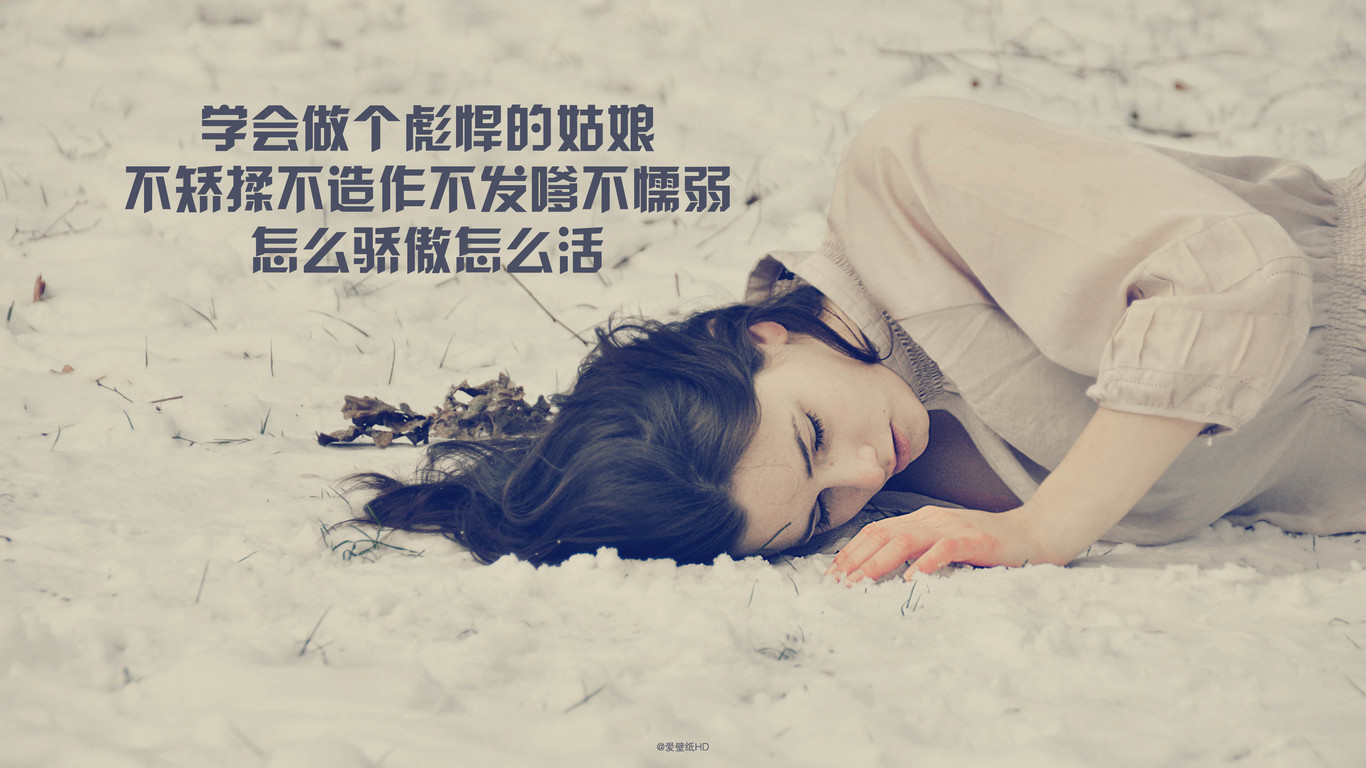 学会做个彪悍的姑娘
不矫揉不造作不发嗲不懦弱
怎么骄傲怎么活
@爱壁纸HD